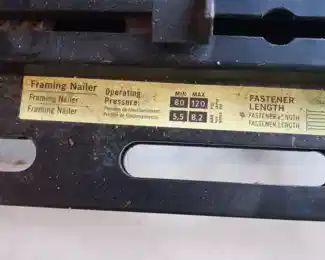 Framing Nailer
Framing Nailer
Framing Nailer
Operating
Pressure:
MIN MAX
80 120
5,5 8,2
FASTENER
LENGTH
FASTENER LENGTH
FASTENER LENGTH